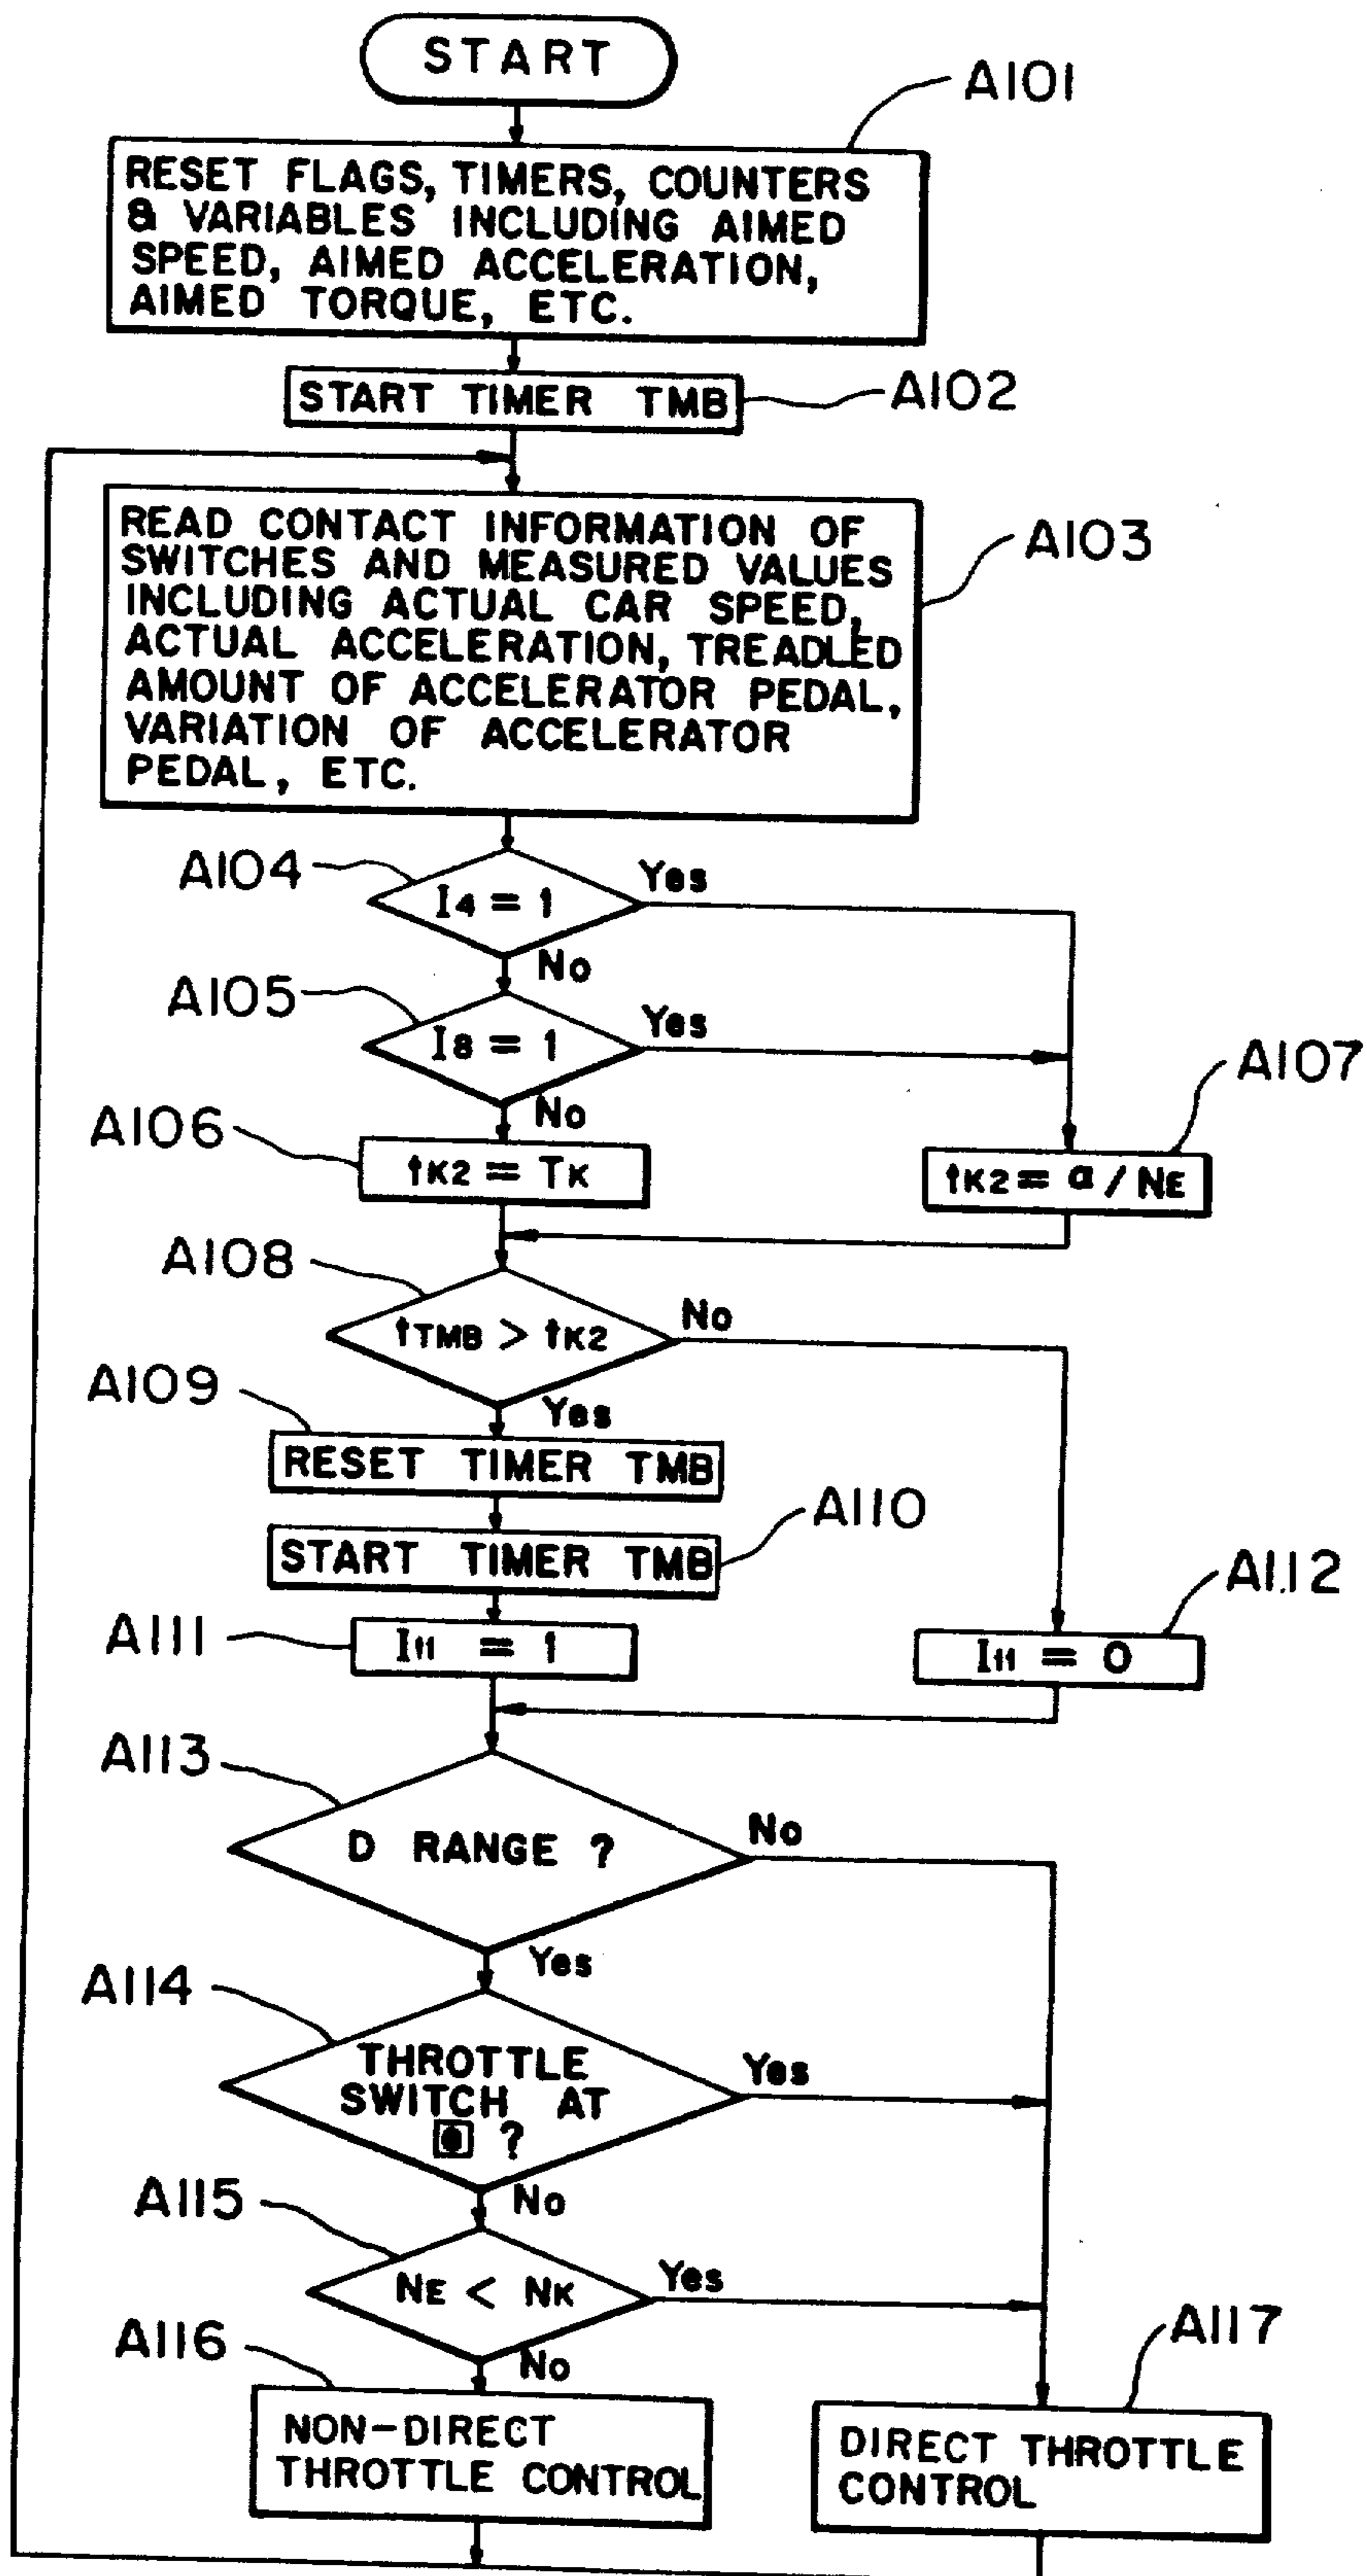 START
A101
RESET FLAGS, TIMERS, COUNTERS
& VARIABLES INCLUDING AIMED
SPEED, AIMED ACCELERATION,
AIMED TORQUE, ETC.
START TIMER TMB
A102
READ CONTACT INFORMATION OF
SWITCHES AND MEASURED VALUES
INCLUDING ACTUAL CAR SPEED,
ACTUAL ACCELERATION, TREADLED
AMOUNT OF ACCELERATOR PEDAL,
VARIATION OF ACCELERATOR
PEDAL, ETC.
A103
A104
I4 = 1
Yes
No
A105
I8 = 1
Yes
No
A106
tK2 = TK
A107
tK2 = α / NE
A108
tTMB > tK2
No
Yes
A109
RESET TIMER TMB
A110
START TIMER TMB
A111
I11 = 1
A112
I11 = 0
A113
D RANGE ?
No
Yes
A114
THROTTLE
SWITCH AT
?
Yes
No
A115
NE < NK
Yes
No
A116
NON-DIRECT
THROTTLE CONTROL
A117
DIRECT THROTTLE
CONTROL